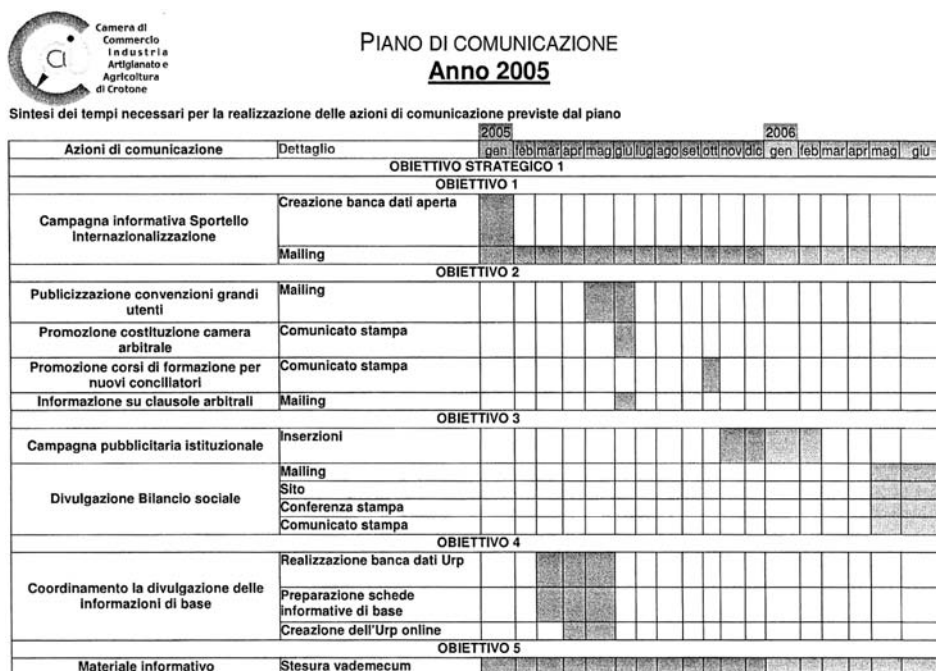 Camera di
Commercio
Industria
Artigianato e
Agricoltura
di Crotone
PIANO DI COMUNICAZIONE
Anno 2005
Sintesi dei tempi necessari per la realizzazione delle azioni di comunicazione previste dal piano
2005 2006
Azioni di comunicazione Dettaglio gen feb mar apr mag giu lug ago set ott nov dic gen feb mar apr mag giu
OBIETTIVO STRATEGICO 1
OBIETTIVO 1
Campagna informativa Sportello
Internazionalizzazione
Creazione banca dati aperta
Mailing
OBIETTIVO 2
Publicizzazione convenzioni grandi
utenti
Mailing
Promozione costituzione camera
arbitrale
Comunicato stampa
Promozione corsi di formazione per
nuovi conciliatori
Comunicato stampa
Informazione su clausole arbitrali Mailing
OBIETTIVO 3
Campagna pubblicitaria istituzionale Inserzioni
Divulgazione Bilancio sociale
Mailing
Sito
Conferenza stampa
Comunicato stampa
OBIETTIVO 4
Coordinamento la divulgazione delle
informazioni di base
Realizzazione banca dati Urp
Preparazione schede
informative di base
Creazione dell'Urp online
OBIETTIVO 5
Materiale informativo Stesura vademecum